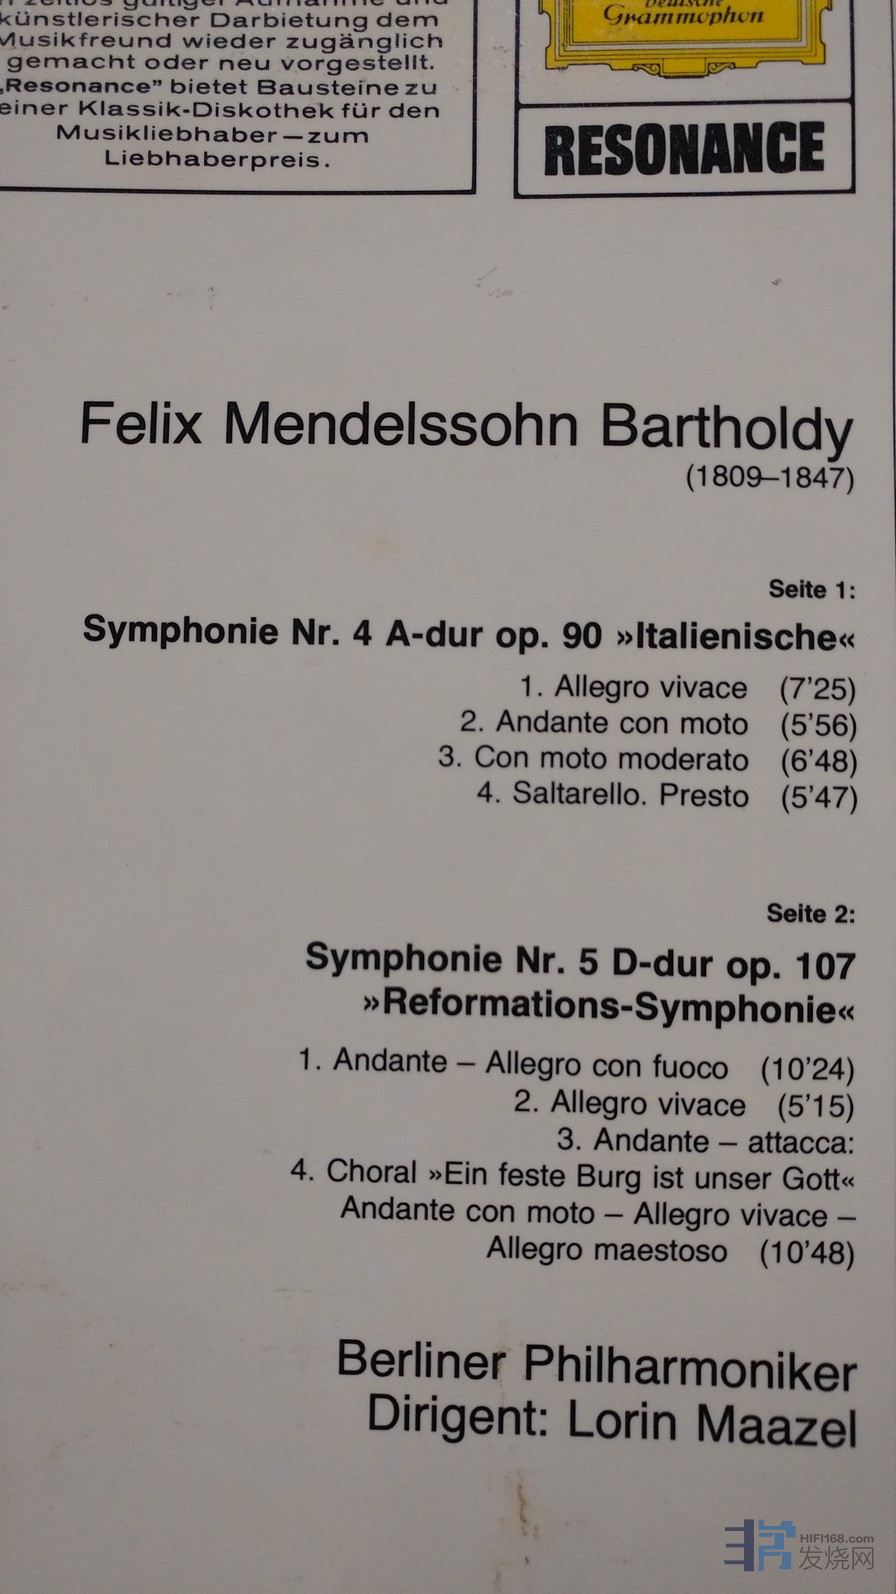 künstlerischer Darbietung dem
Musikfreund wieder zugänglich
gemacht oder neu vorgestellt.
„Resonance” bietet Bausteine zu
einer Klassik-Diskothek für den
Musikliebhaber—zum
Liebhaberpreis.
Deutsche
Grammophon
RESONANCE
Felix Mendelssohn Bartholdy
(1809–1847)
Seite 1:
Symphonie Nr. 4 A-dur op. 90 »Italienische«
1. Allegro vivace (7’25)
2. Andante con moto (5’56)
3. Con moto moderato (6’48)
4. Saltarello. Presto (5’47)
Seite 2:
Symphonie Nr. 5 D-dur op. 107
»Reformations-Symphonie«
1. Andante – Allegro con fuoco (10’24)
2. Allegro vivace (5’15)
3. Andante – attacca:
4. Choral »Ein feste Burg ist unser Gott«
Andante con moto – Allegro vivace –
Allegro maestoso (10’48)
Berliner Philharmoniker
Dirigent: Lorin Maazel
HIFI168.com
发烧网